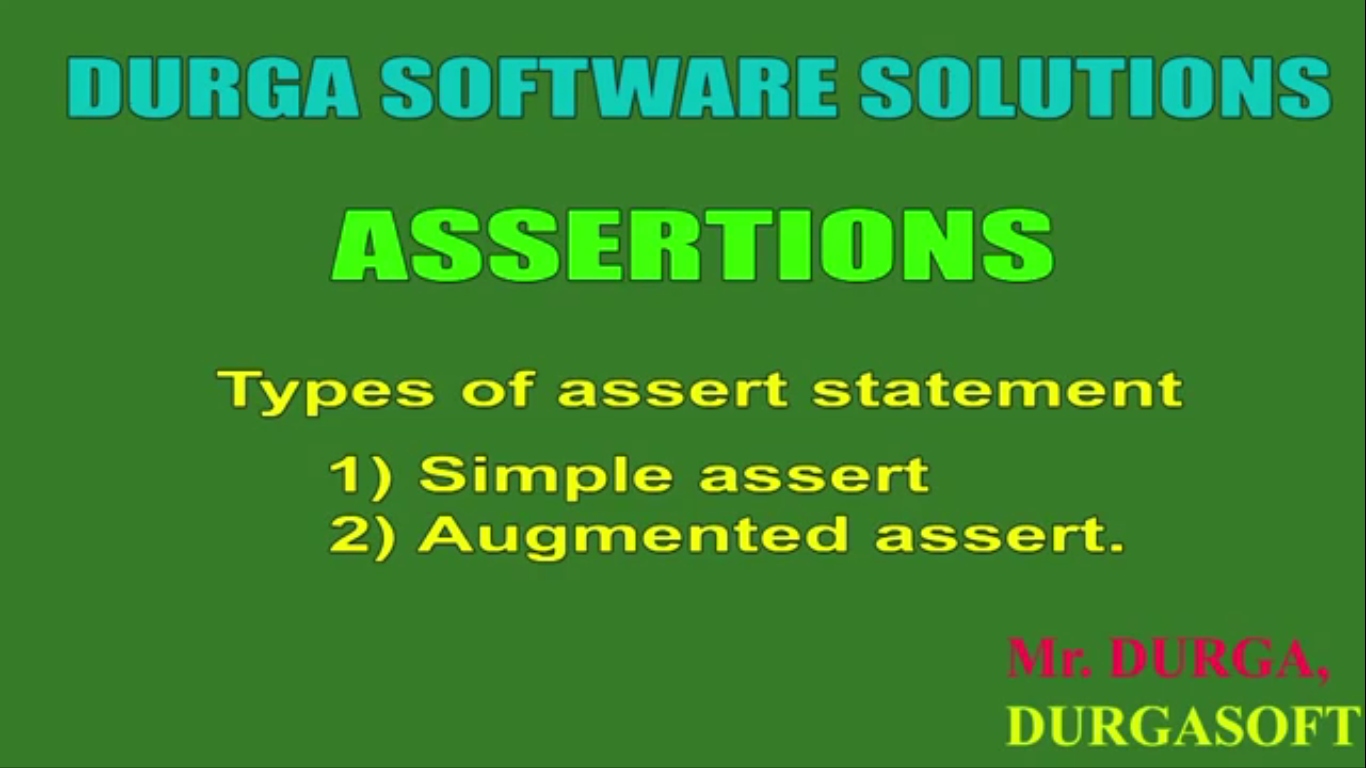 DURGA SOFTWARE SOLUTIONS
ASSERTIONS
Types of assert statement
1) Simple assert
2) Augmented assert.
Mr. DURGA,
DURGASOFT